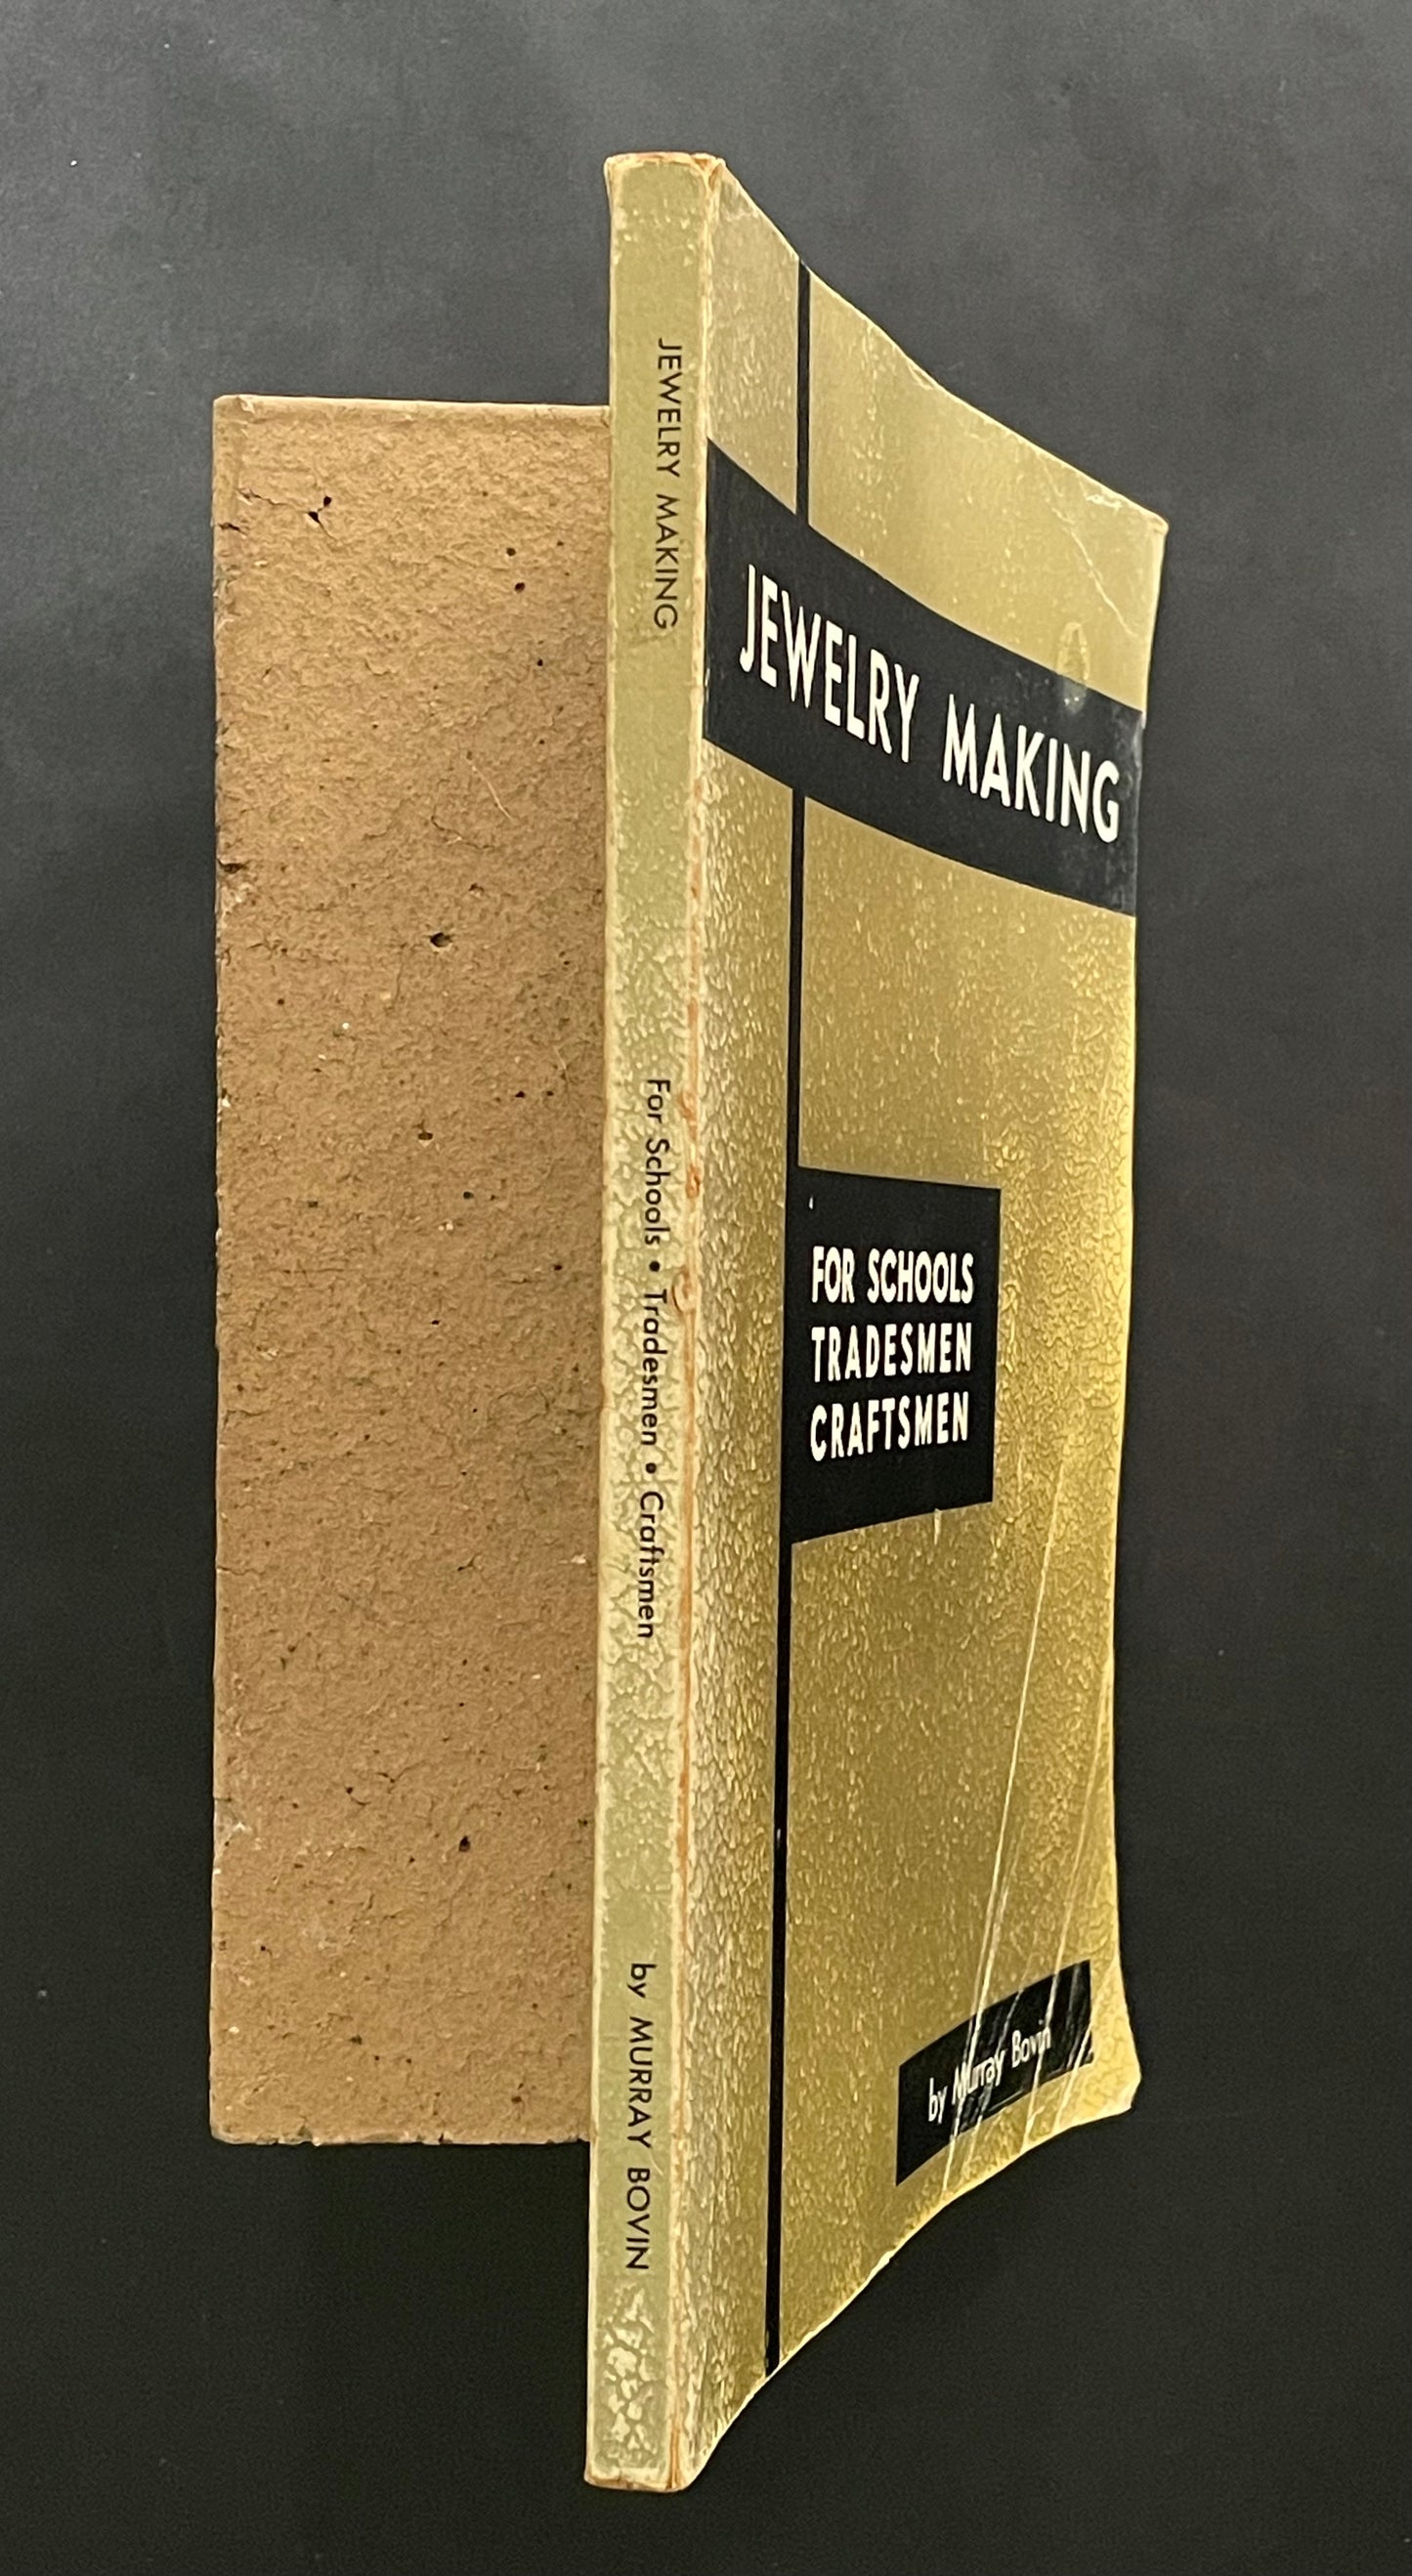 JEWELRY MAKING
For Schools • Tradesmen • Craftsmen
by MURRAY BOVIN
JEWELRY MAKING
FOR SCHOOLS
TRADESMEN
CRAFTSMEN
by Murray Bovin